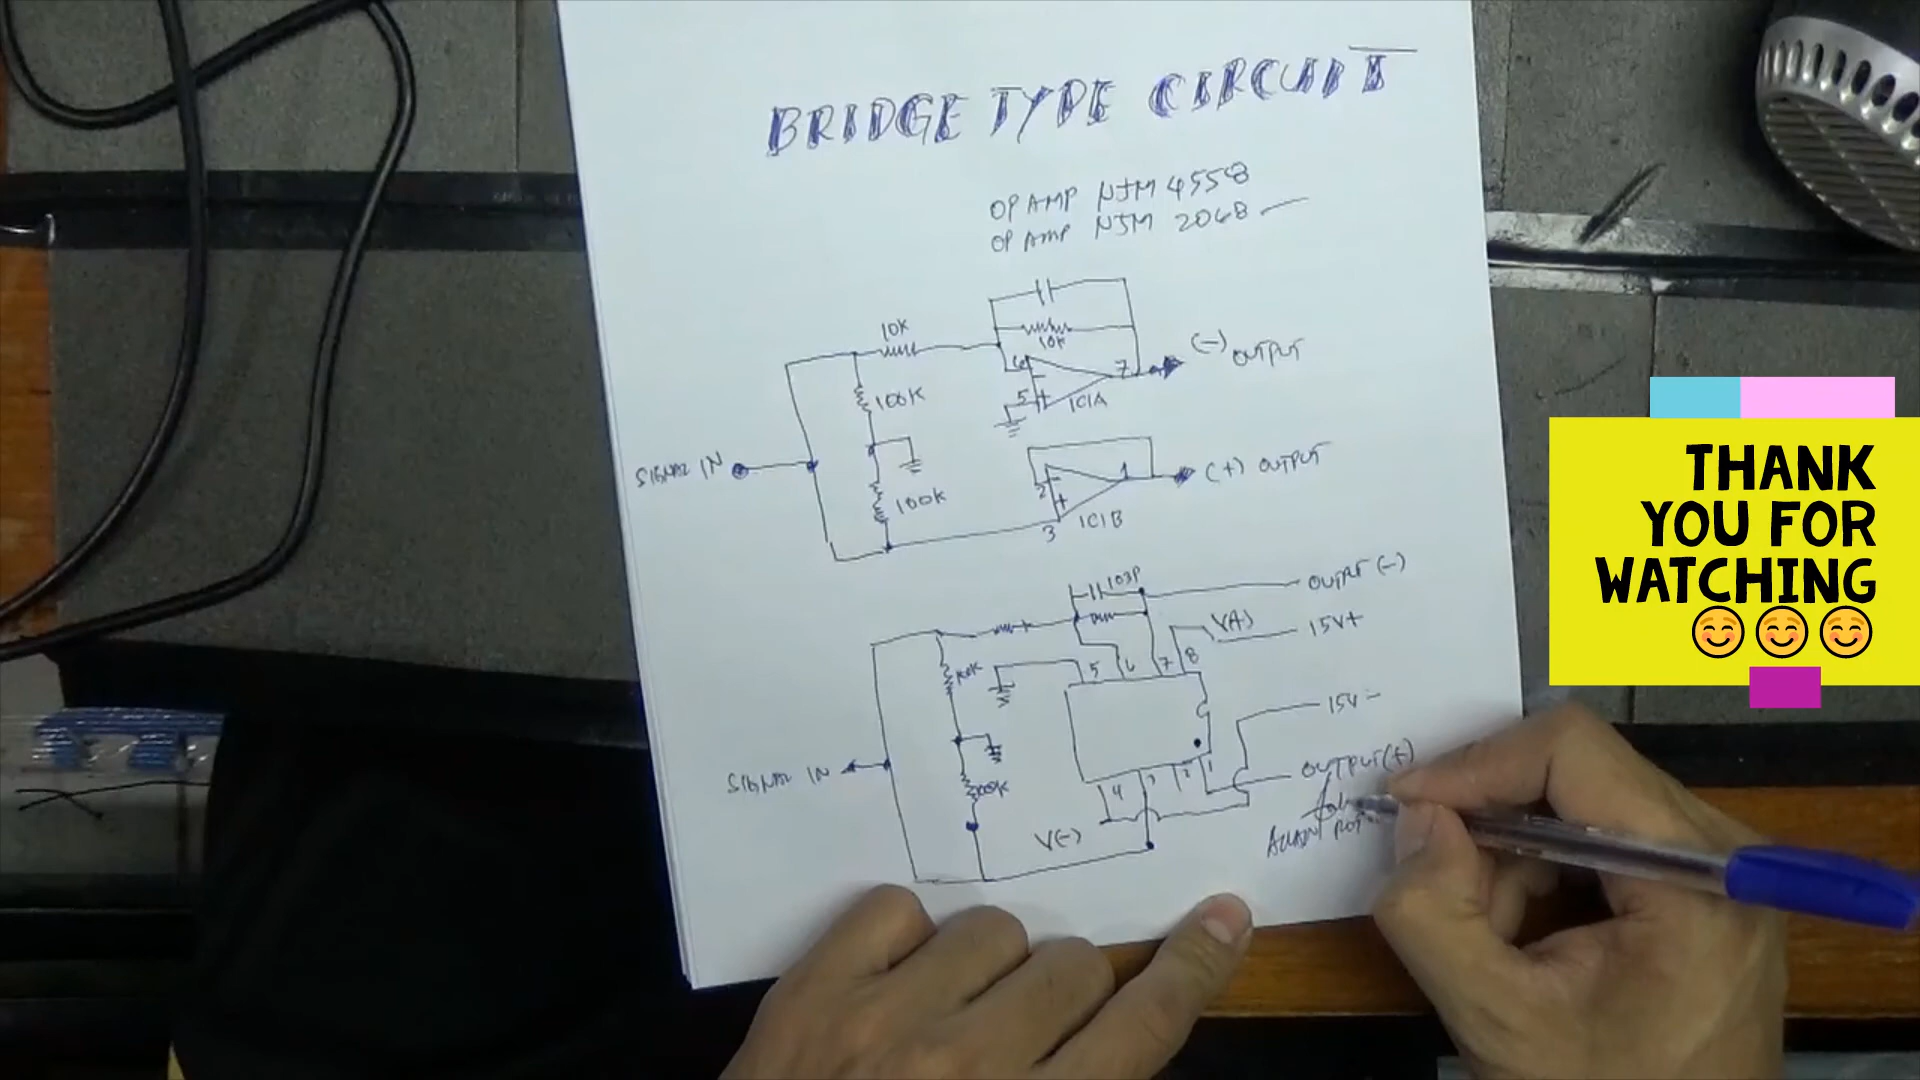 BRIDGE TYPE CIRCUIT
OP AMP NJM 4558
OP AMP NJM 2068
10K
10K
6
7
(-) OUTPUT
100K
5
IC1A
SIGNAL IN
2
1
(+) OUTPUT
100K
IC1B
3
103P
OUTPUT (-)
15V+
5 6 7 8
100K
15V-
SIGNAL IN
100K
4 3 2 1
OUTPUT (+)
V(-)
THANK
YOU FOR
WATCHING